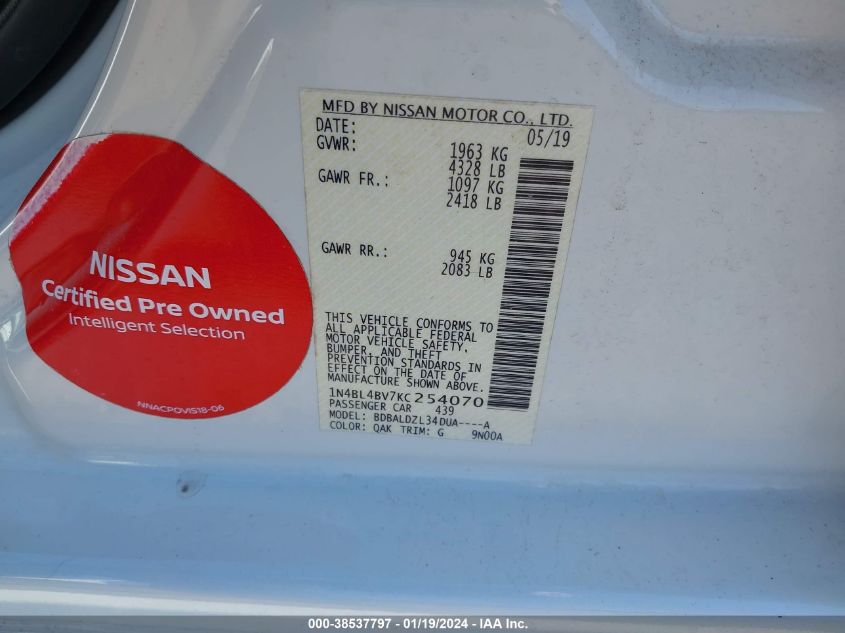 MFD BY NISSAN MOTOR CO., LTD.
DATE: 05/19
GVWR: 1963 KG
4328 LB
GAWR FR.: 1097 KG
2418 LB
GAWR RR.: 945 KG
2083 LB
THIS VEHICLE CONFORMS TO
ALL APPLICABLE FEDERAL
MOTOR VEHICLE SAFETY,
BUMPER, AND THEFT
PREVENTION STANDARDS IN
EFFECT ON THE DATE OF
MANUFACTURE SHOWN ABOVE.
1N4BL4BV7KC254070
PASSENGER CAR 439
MODEL: BDBALDZL34DUA----A
COLOR: QAK TRIM: G 9N00A
NISSAN
Certified Pre Owned
Intelligent Selection
NNACPOVIS18-06
000-38537797 - 01/19/2024 - IAA Inc.